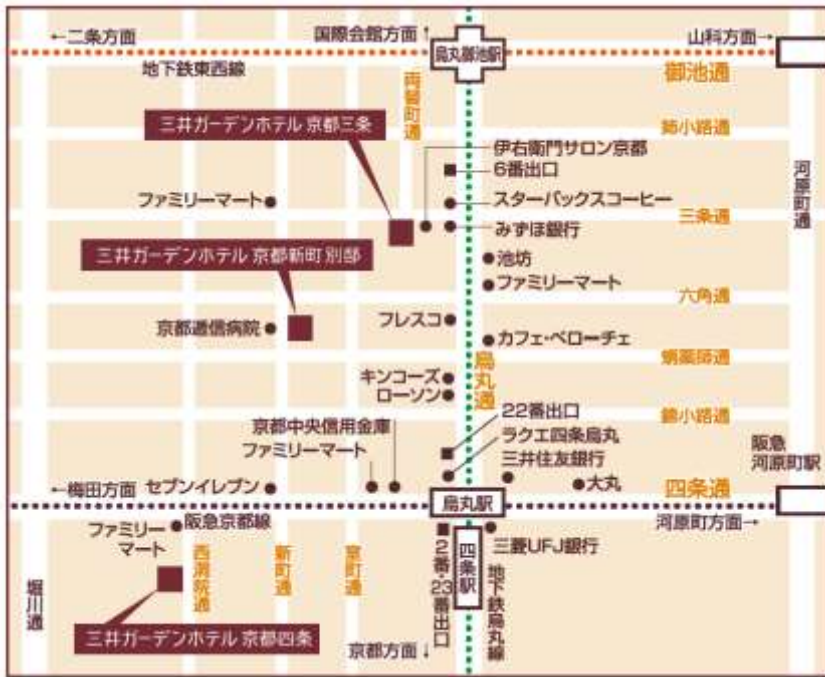 国際会館方面↑
←二条方面
烏丸御池駅
山科方面→
地下鉄東西線
御池通
両替町通
三井ガーデンホテル 京都三条
姉小路通
伊右衛門サロン京都
6番出口
河原町通
ファミリーマート
スターバックスコーヒー
三条通
みずほ銀行
三井ガーデンホテル 京都新町 別邸
池坊
ファミリーマート
六角通
京都逓信病院
フレスコ
カフェ・ベローチェ
蛸薬師通
烏丸通
キンコーズ
ローソン
錦小路通
22番出口
京都中央信用金庫
ラクエ四条烏丸
ファミリーマート
三井住友銀行
阪急
河原町駅
←梅田方面
セブンイレブン
大丸
四条通
烏丸駅
ファミリー
マート
阪急京都線
河原町方面→
三菱UFJ銀行
西洞院通
新町通
室町通
2番・23番出口
四条駅
地下鉄烏丸線
堀川通
三井ガーデンホテル 京都四条
京都方面↓